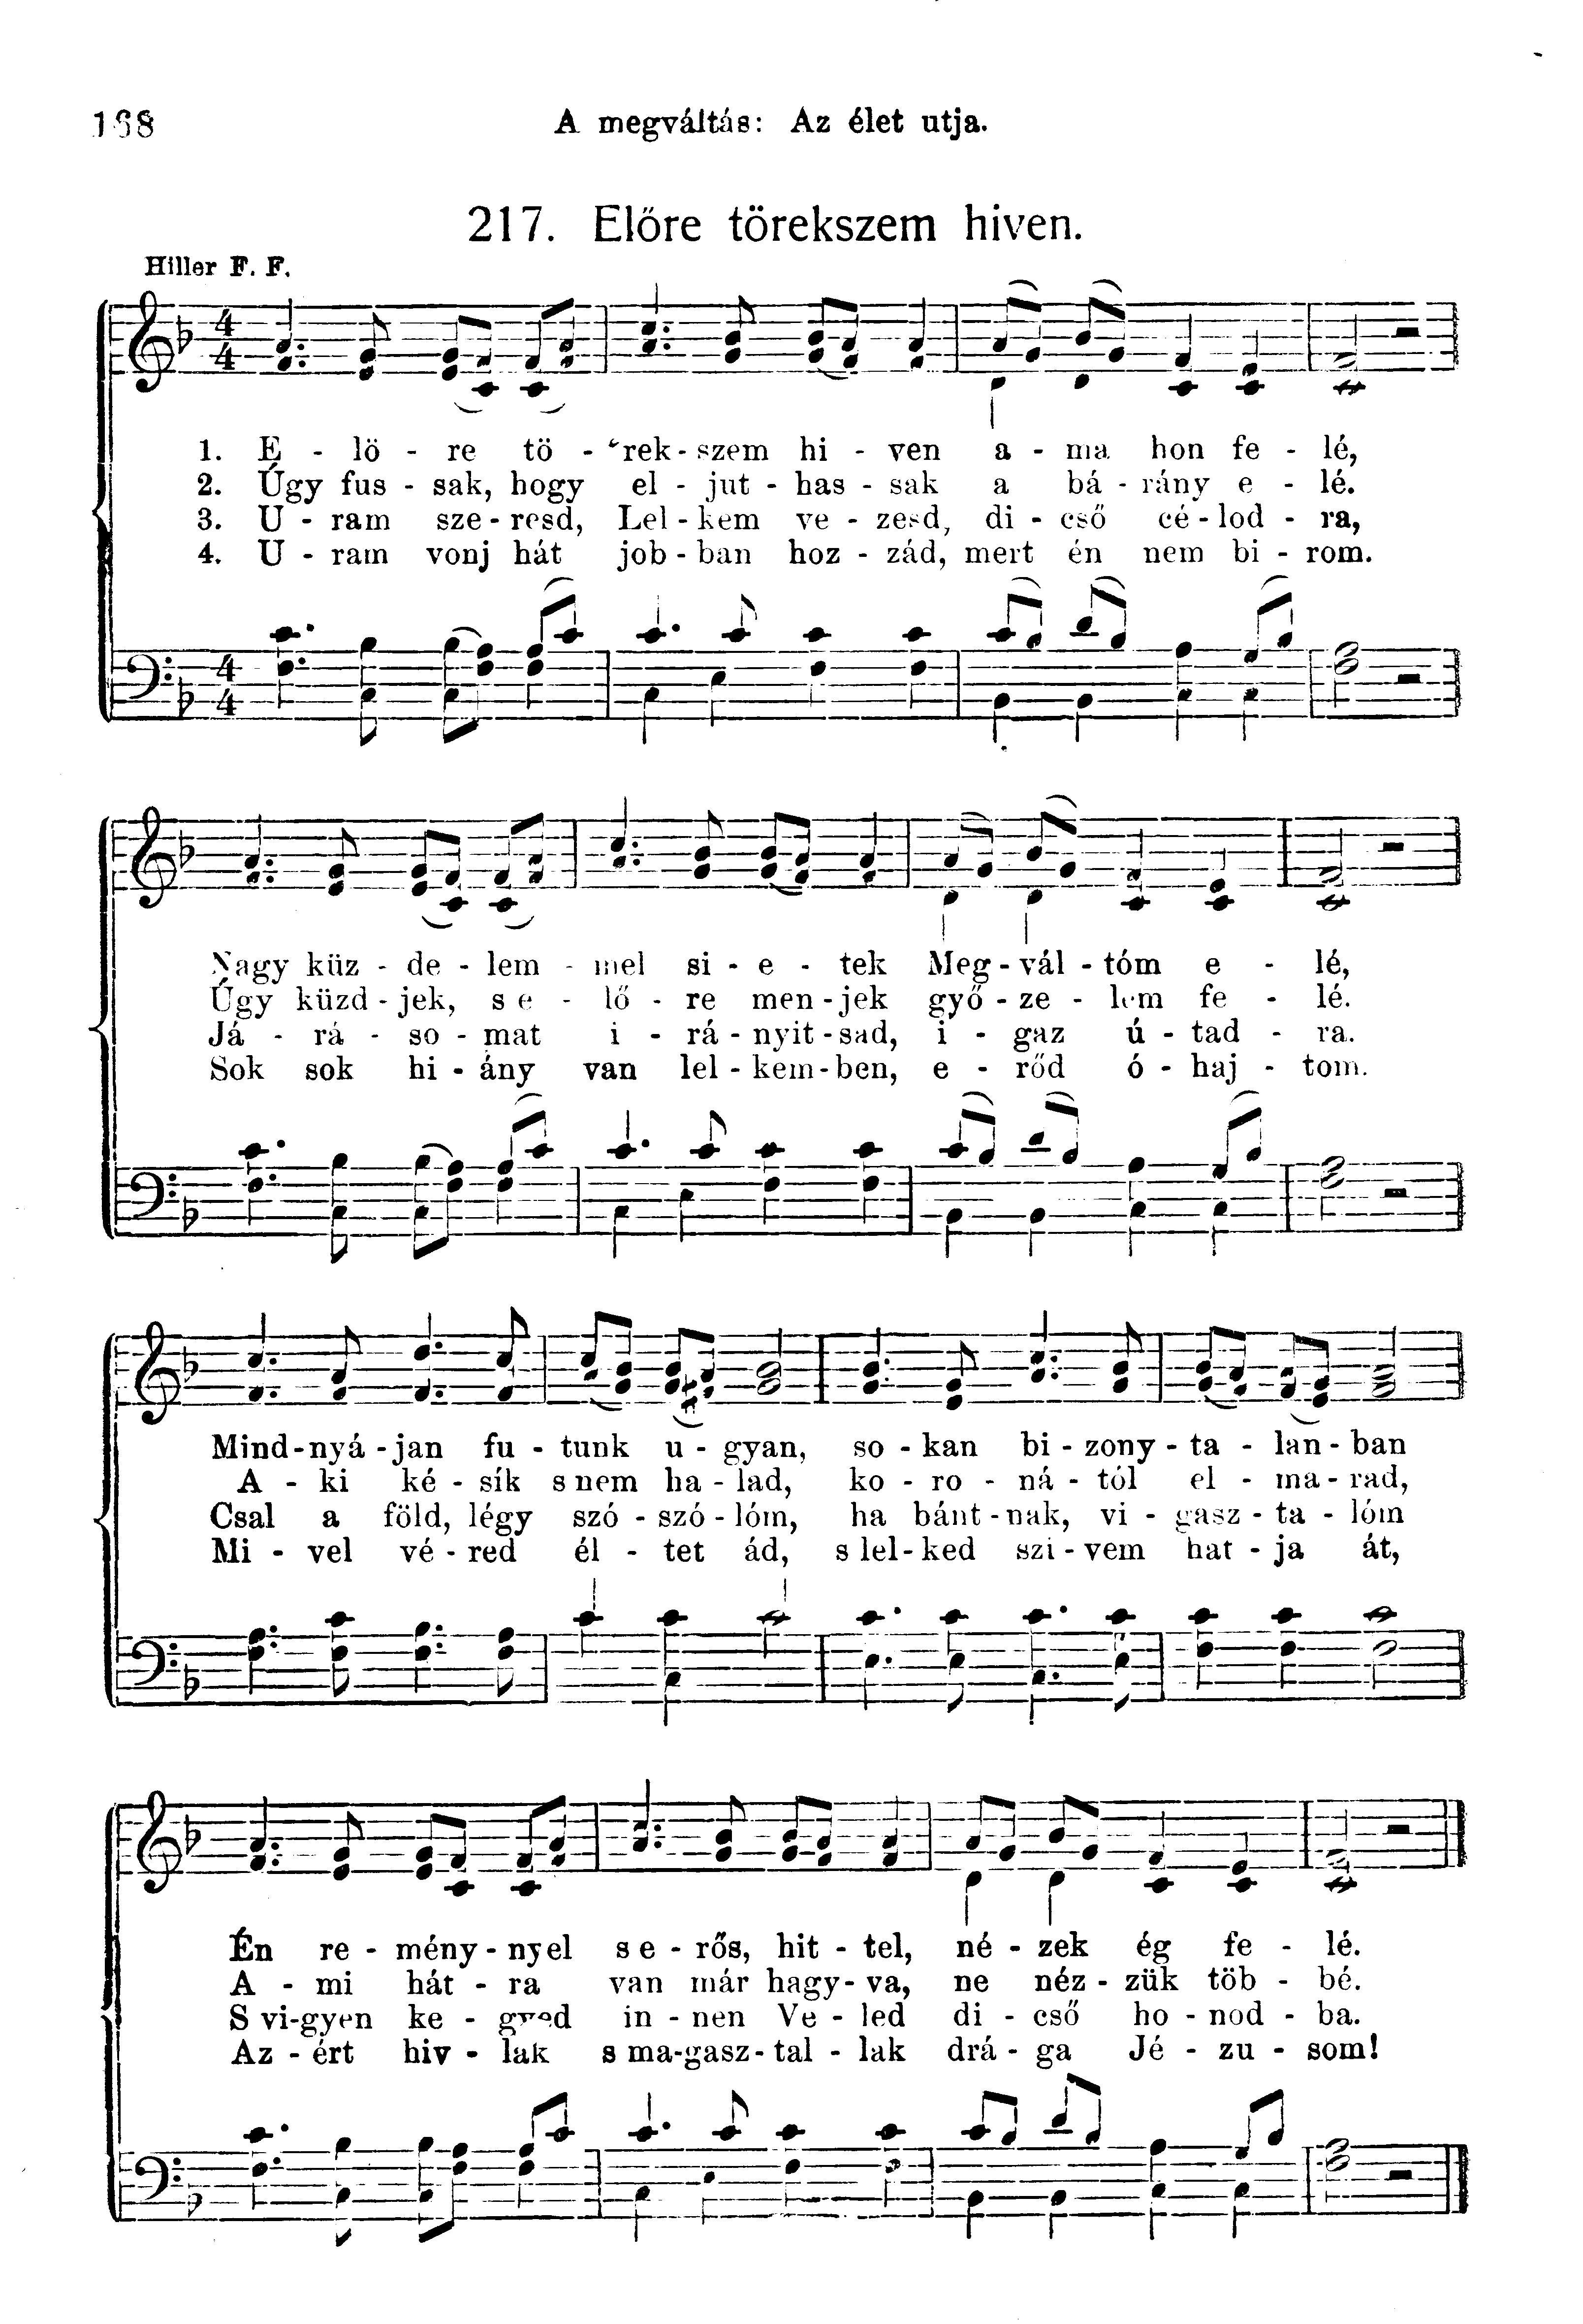 168
A megváltás: Az élet utja.
217. Előre törekszem hiven.
Hiller F. F.
4 4
1. E - lö - re tö - rek - szem hi - ven a - ma hon fe - lé,
2. Úgy fus - sak, hogy el - jut - has - sak a bá - rány e - lé.
3. U - ram sze - resd, Lel - kem ve - zesd, di - cső cé - lod - ra,
4. U - ram vonj hát job - ban hoz - zád, mert én nem bi - rom.
4 4
Nagy küz - de - lem - mel si - e - tek Meg - vál - tóm e - lé,
Úgy küzd - jek, s e - lő - re men - jek győ - ze - lem fe - lé.
Já - rá - so - mat i - rá - nyit - sad, i - gaz ú - tad - ra.
Sok sok hi - ány van lel - kem - ben, e - rőd ó - haj - tom.
Mind - nyá - jan fu - tunk u - gyan, so - kan bi - zony - ta - lan - ban
A - ki ké - sík s nem ha - lad, ko - ro - ná - tól el - ma - rad,
Csal a föld, légy szó - szó - lóm, ha bánt - nak, vi - gasz - ta - lóm
Mi - vel vé - red él - tet ád, s lel - ked szi - vem hat - ja át,
Én re - mény - nyel s e - rős, hit - tel, né - zek ég fe - lé.
A - mi hát - ra van már hagy - va, ne néz - zük töb - bé.
S vi - gyen ke - gyed in - nen Ve - led di - cső ho - nod - ba.
Az - ért hiv - lak s ma - gasz - tal - lak drá - ga Jé - zu - som!